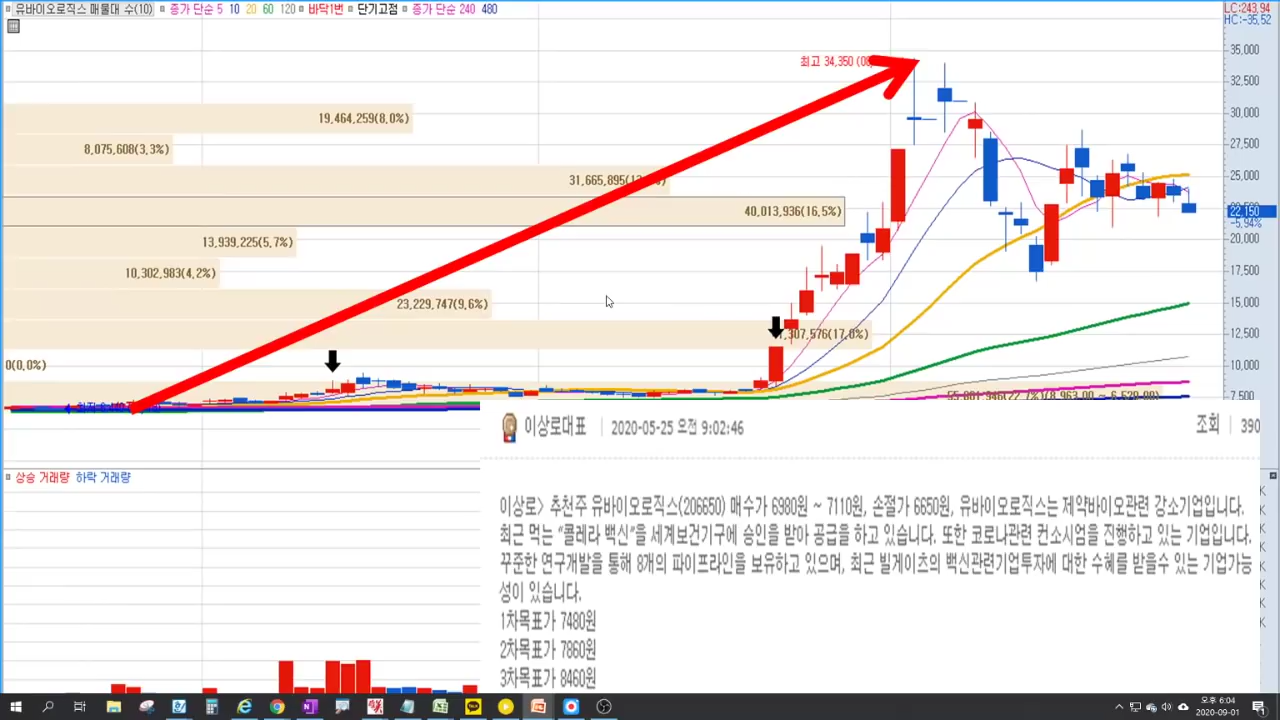 유바이오로직스 매물대 수(10) 종가 단순 5 10 20 60 120 바닥1번 단기고점 종가 단순 240 480
LC:243.94
HC:-35.52
35,000
최고 34,350
32,500
30,000
19,464,259(8,0%)
27,500
8,075,608(3,3%)
25,000
31,665,895
22,150
40,013,936(16,5%)
-5.94%
20,000
13,939,225(5,7%)
17,500
10,302,983(4,2%)
15,000
23,229,747(9,6%)
12,500
307,576(17,0%)
10,000
0(0,0%)
7,500
이상로대표 2020-05-25 오전 9:02:46 조회 390
상승 거래량 하락 거래량
이상로> 추천주 유바이오로직스(206650) 매수가 6980원 ~ 7110원, 손절가 6650원, 유바이오로직스는 제약바이오관련 강소기업입니다.
최근 먹는 "콜레라 백신"을 세계보건기구에 승인을 받아 공급을 하고 있습니다. 또한 코로나관련 컨소시엄을 진행하고 있는 기업입니다.
꾸준한 연구개발을 통해 8개의 파이프라인을 보유하고 있으며, 최근 빌게이츠의 백신관련기업투자에 대한 수혜를 받을수 있는 기업가능
성이 있습니다.
1차목표가 7480원
2차목표가 7860원
3차목표가 8460원
K
K
K
K
K
K
K
오후 6:04
2020-09-01